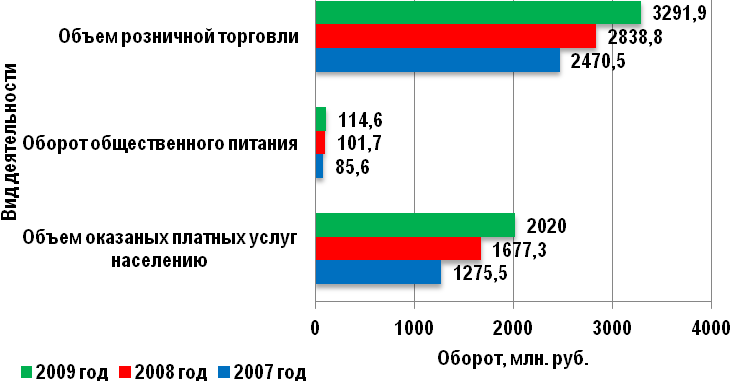 Вид деятельности
Объем розничной торговли
3291,9
2838,8
2470,5
Оборот общественного питания
114,6
101,7
85,6
Объем оказаных платных услуг
населению
2020
1677,3
1275,5
0 1000 2000 3000 4000
Оборот, млн. руб.
2009 год 2008 год 2007 год